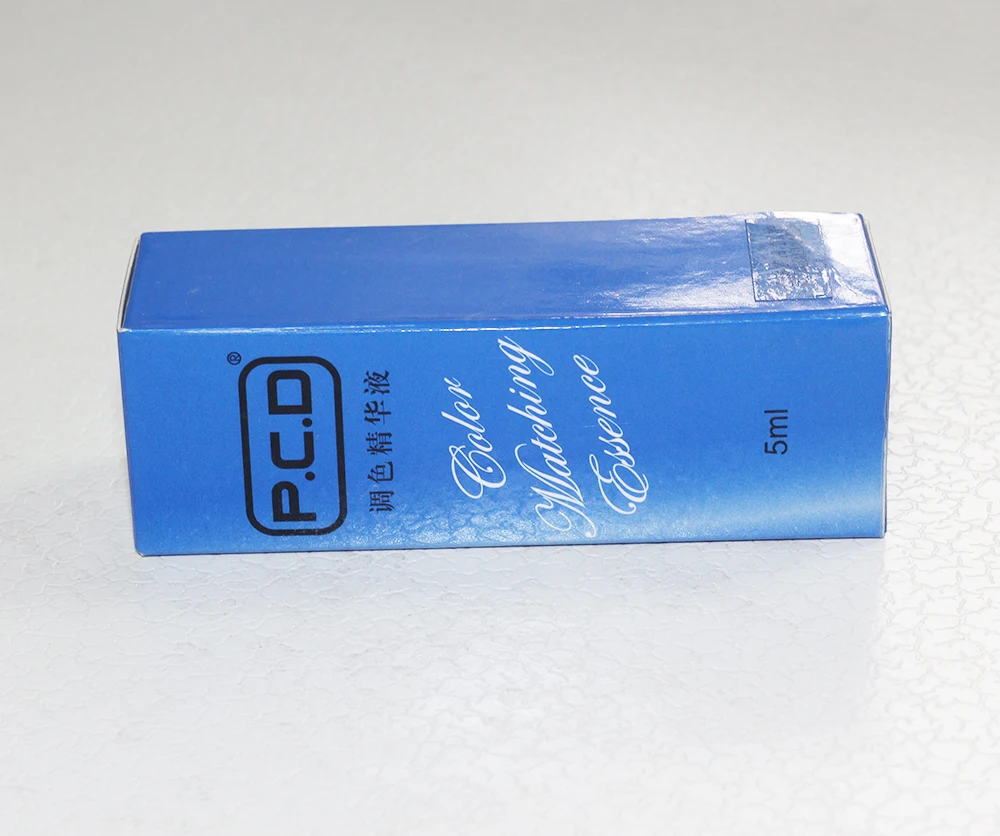 P.C.D®
调色精华液
Color
Matching
Essence
5ml